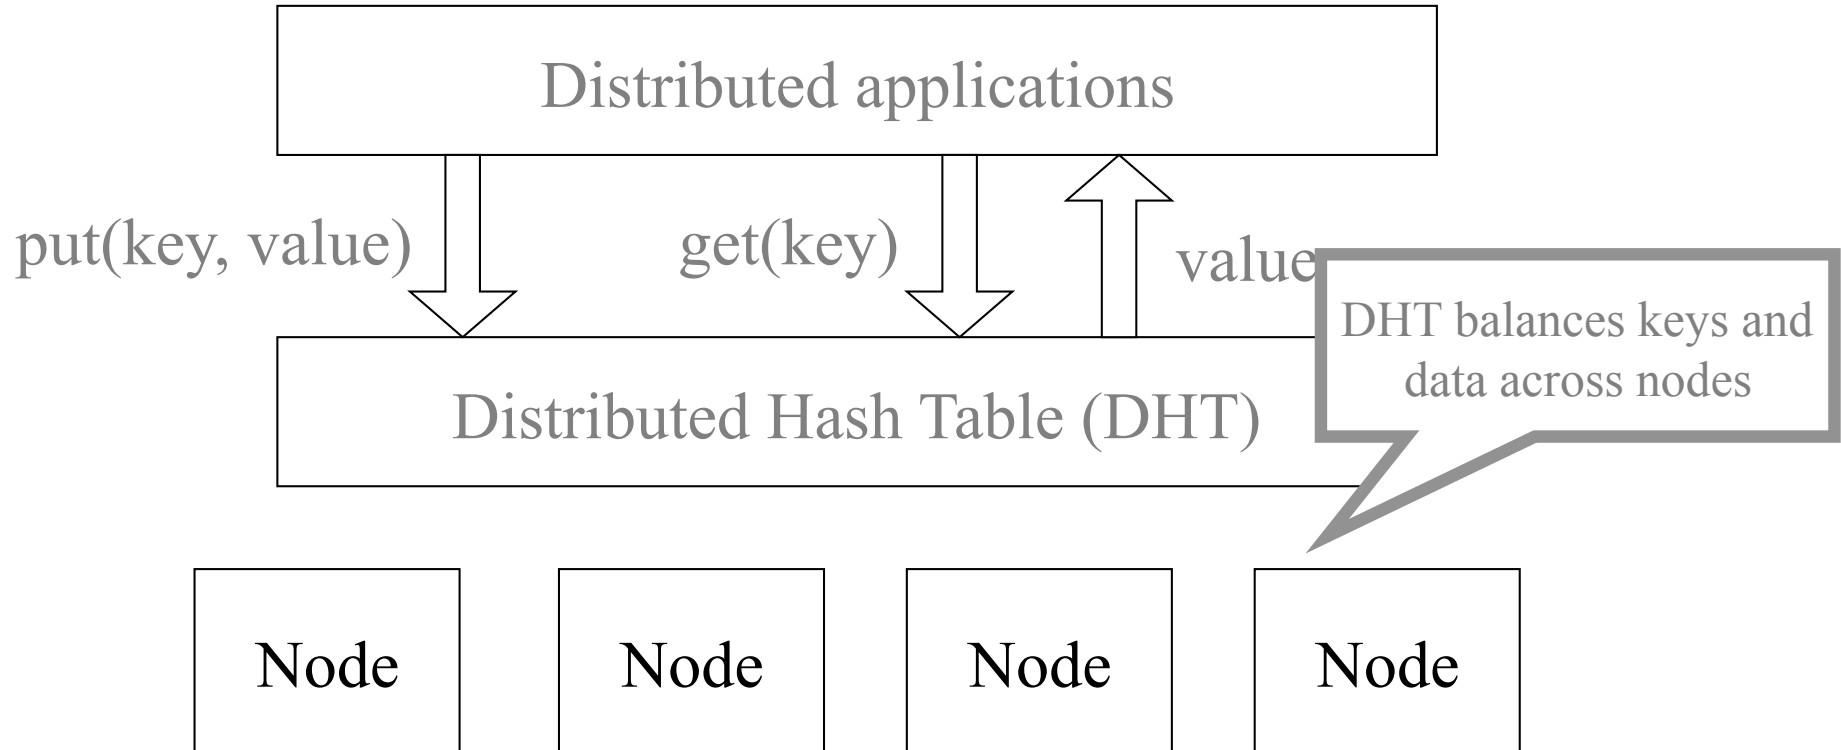 Distributed applications
put(key, value)
get(key)
value
DHT balances keys and
data across nodes
Distributed Hash Table (DHT)
Node
Node
Node
Node